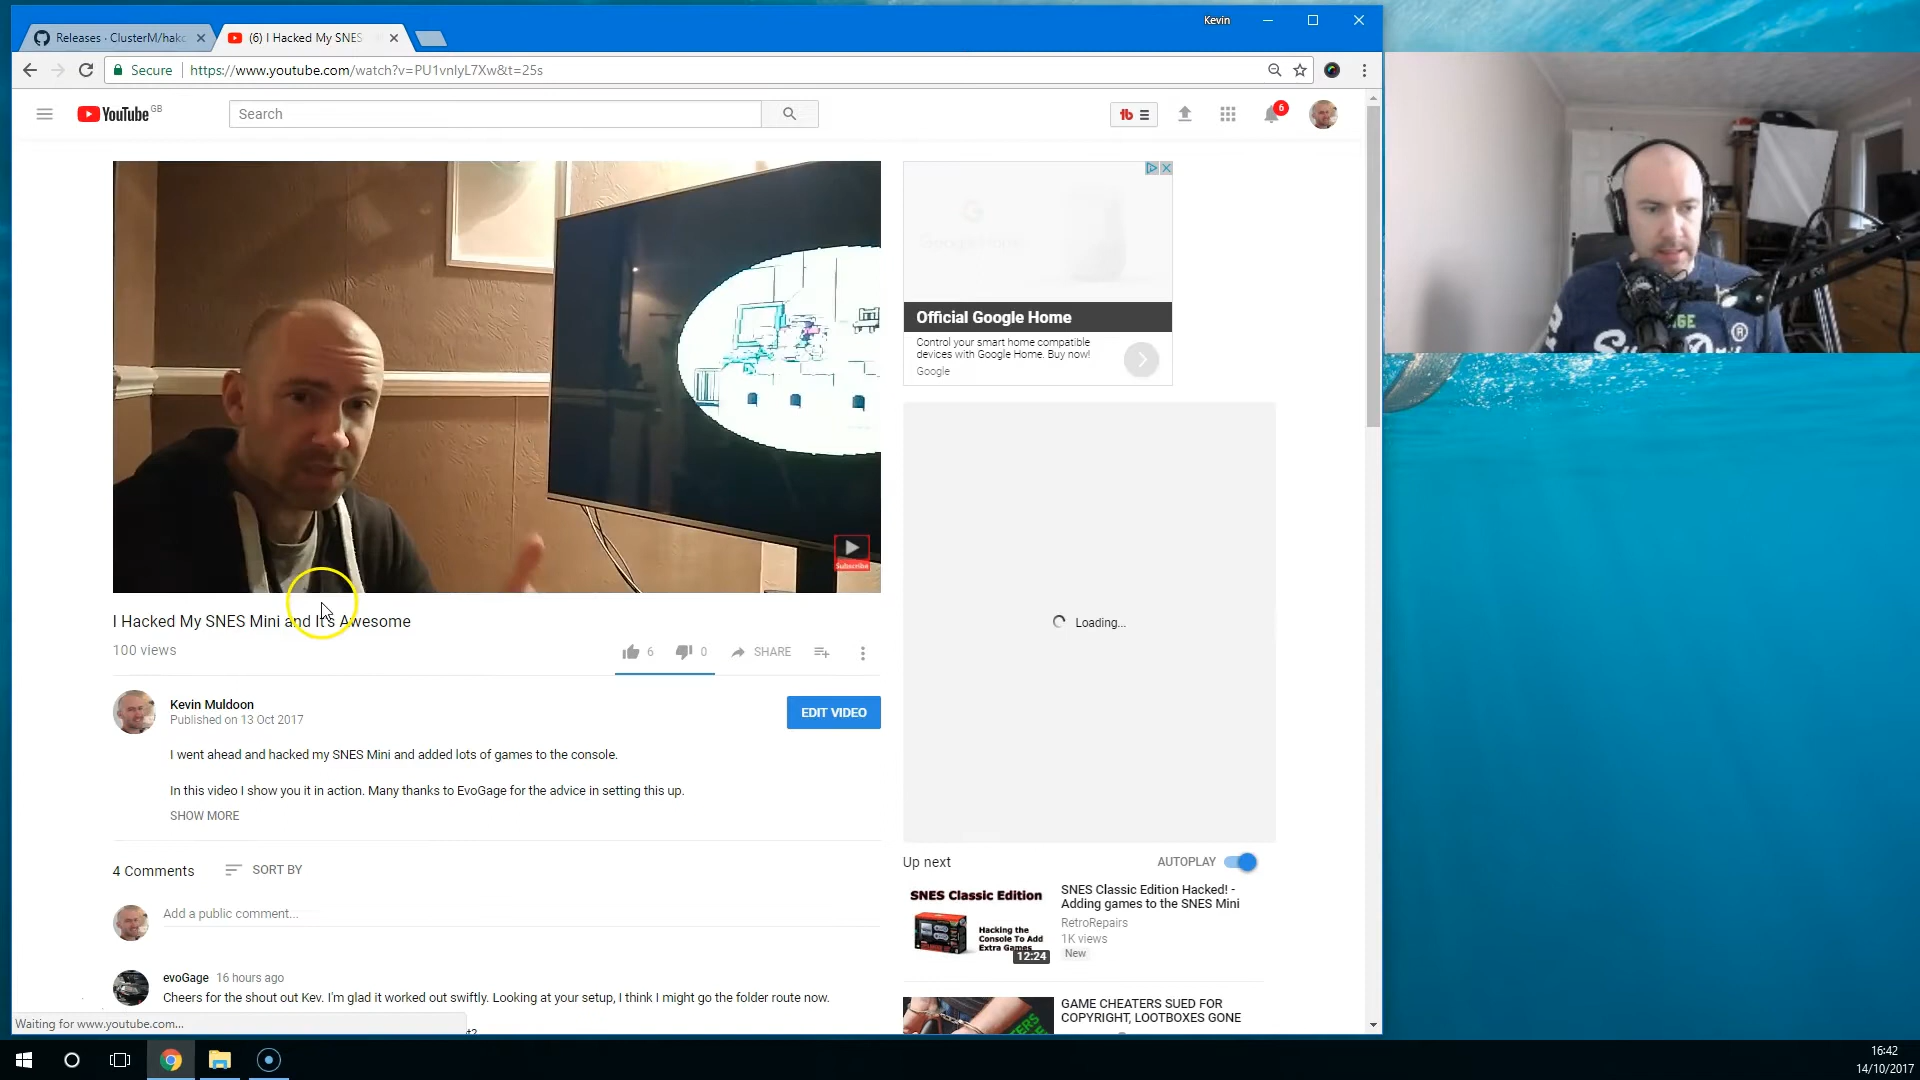 Kevin
Releases · ClusterM/hakc
(6) I Hacked My SNES
Secure
https://www.youtube.com/watch?v=PU1vnlyL7Xw&t=25s
YouTube GB
Search
6
Official Google Home
Control your smart home compatible
devices with Google Home. Buy now!
Google
Subscribe
Loading...
I Hacked My SNES Mini and It's Awesome
100 views
6
0
SHARE
Kevin Muldoon
Published on 13 Oct 2017
EDIT VIDEO
I went ahead and hacked my SNES Mini and added lots of games to the console.
In this video I show you it in action. Many thanks to EvoGage for the advice in setting this up.
SHOW MORE
4 Comments
SORT BY
Add a public comment...
evoGage 16 hours ago
Cheers for the shout out Kev. I'm glad it worked out swiftly. Looking at your setup, I think I might go the folder route now.
Up next
AUTOPLAY
SNES Classic Edition
Hacking the
Console To Add
Extra Games
12:24
SNES Classic Edition Hacked! -
Adding games to the SNES Mini
RetroRepairs
1K views
New
GAME CHEATERS SUED FOR
COPYRIGHT, LOOTBOXES GONE
Waiting for www.youtube.com...
16:42
14/10/2017